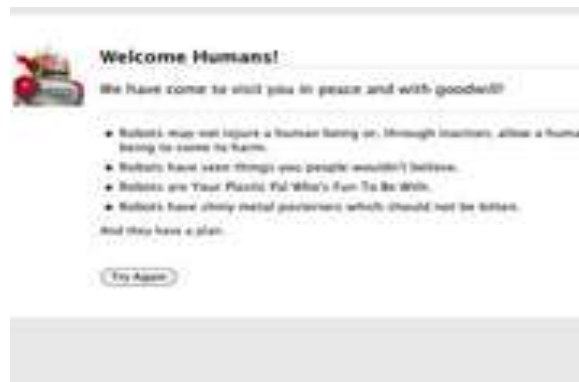 Welcome Humans!
We have come to visit you in peace and with goodwill!
Robots may not injure a human being or, through inaction, allow a huma
being to come to harm.
Robots have seen things you people wouldn't believe.
Robots are Your Plastic Pal Who's Fun To Be With.
Robots have shiny metal posteriors which should not be bitten.
And they have a plan.
Try Again